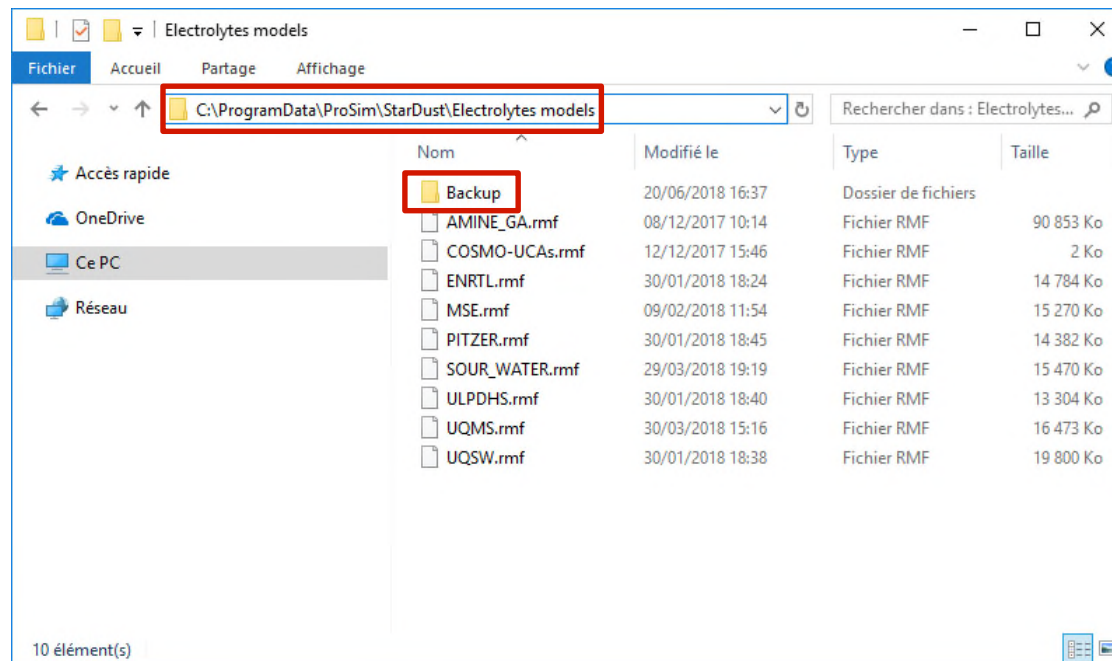 Electrolytes models
Fichier Accueil Partage Affichage
C:\ProgramData\ProSim\StarDust\Electrolytes models Rechercher dans : Electrolytes...
Nom Modifié le Type Taille
Accès rapide
OneDrive
Ce PC
Réseau
Backup 20/06/2018 16:37 Dossier de fichiers
AMINE_GA.rmf 08/12/2017 10:14 Fichier RMF 90 853 Ko
COSMO-UCAs.rmf 12/12/2017 15:46 Fichier RMF 2 Ko
ENRTL.rmf 30/01/2018 18:24 Fichier RMF 14 784 Ko
MSE.rmf 09/02/2018 11:54 Fichier RMF 15 270 Ko
PITZER.rmf 30/01/2018 18:45 Fichier RMF 14 382 Ko
SOUR_WATER.rmf 29/03/2018 19:19 Fichier RMF 15 470 Ko
ULPDHS.rmf 30/01/2018 18:40 Fichier RMF 13 304 Ko
UQMS.rmf 30/03/2018 15:16 Fichier RMF 16 473 Ko
UQSW.rmf 30/01/2018 18:38 Fichier RMF 19 800 Ko
10 élément(s)